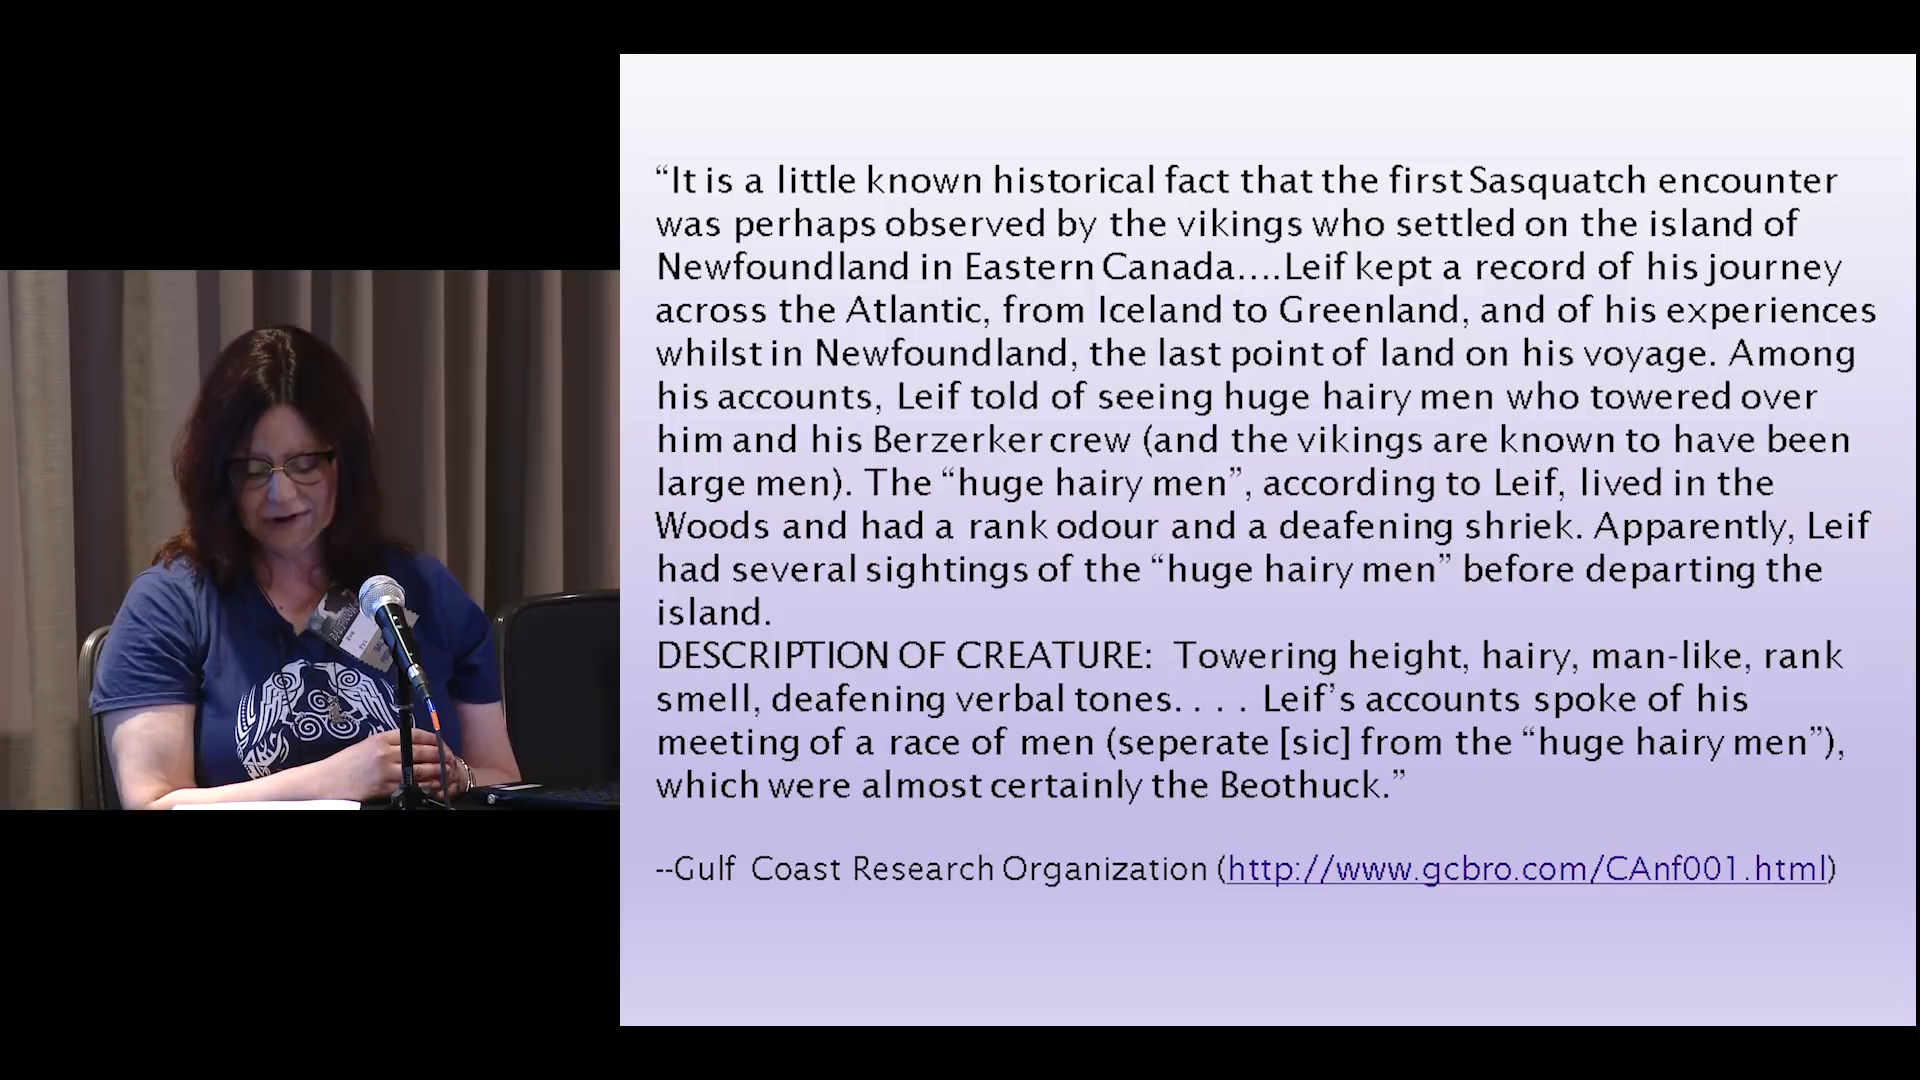 “It is a little known historical fact that the first Sasquatch encounter
was perhaps observed by the vikings who settled on the island of
Newfoundland in Eastern Canada....Leif kept a record of his journey
across the Atlantic, from Iceland to Greenland, and of his experiences
whilst in Newfoundland, the last point of land on his voyage. Among
his accounts, Leif told of seeing huge hairy men who towered over
him and his Berzerker crew (and the vikings are known to have been
large men). The “huge hairy men”, according to Leif, lived in the
Woods and had a rank odour and a deafening shriek. Apparently, Leif
had several sightings of the “huge hairy men” before departing the
island.
DESCRIPTION OF CREATURE: Towering height, hairy, man-like, rank
smell, deafening verbal tones. . . . Leif’s accounts spoke of his
meeting of a race of men (seperate [sic] from the “huge hairy men”),
which were almost certainly the Beothuck.”
--Gulf Coast Research Organization (http://www.gcbro.com/CAnf001.html)